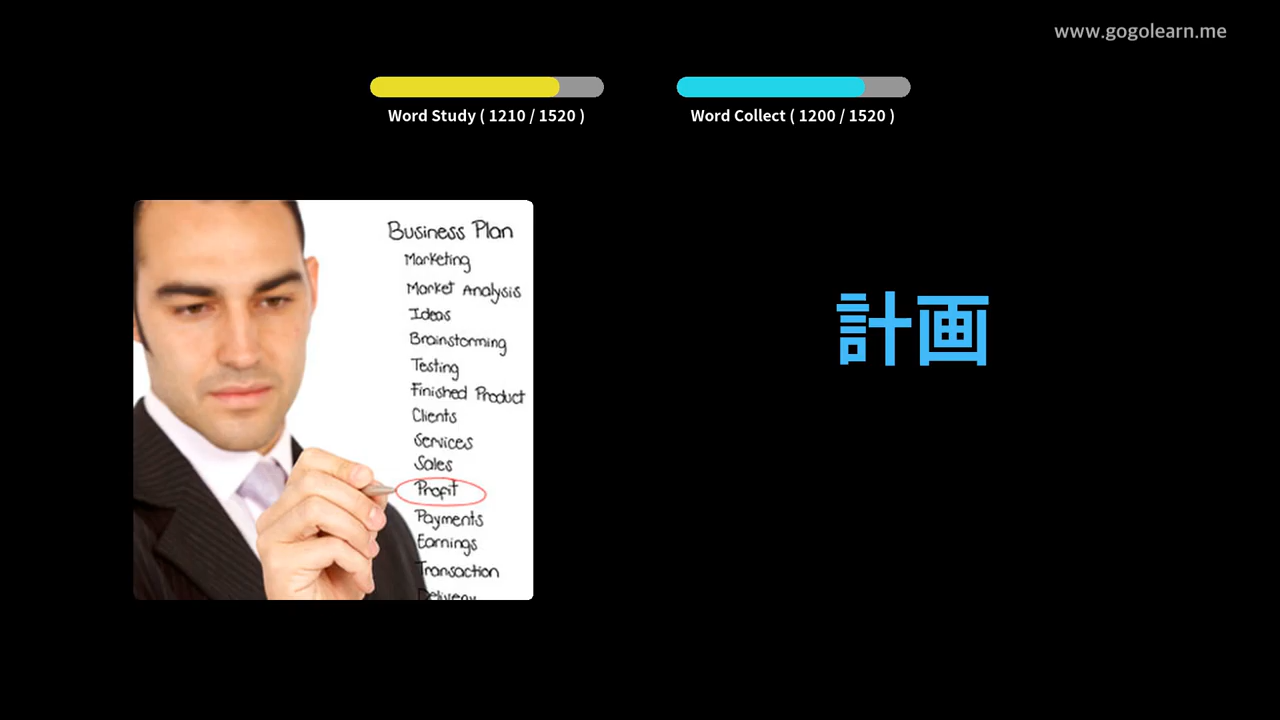 www.gogolearn.me
Word Study ( 1210 / 1520 )
Word Collect ( 1200 / 1520 )
Business Plan
Marketing
Market Analysis
Ideas
Brainstorming
Testing
Finished Product
Clients
Services
Sales
Profit
Payments
Earnings
Transaction
Delivery
計画